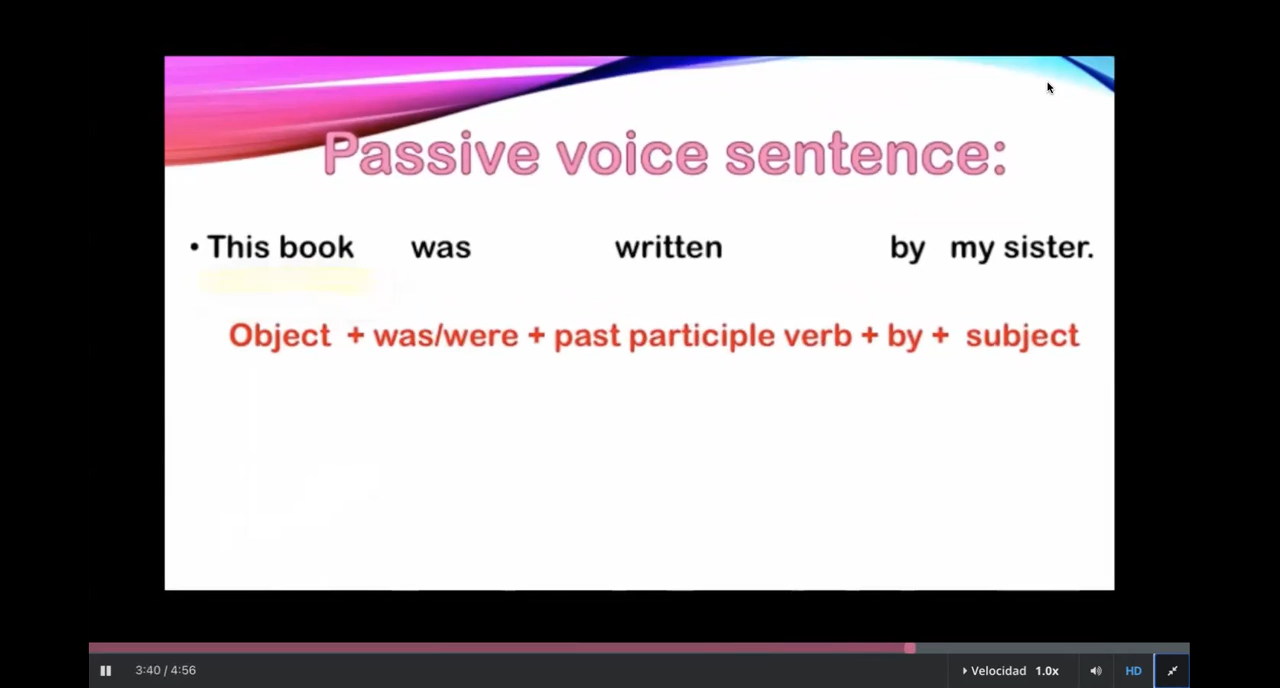 Passive voice sentence:
• This book was written by my sister.
Object + was/were + past participle verb + by + subject
3:40 / 4:56 Velocidad 1.0x HD